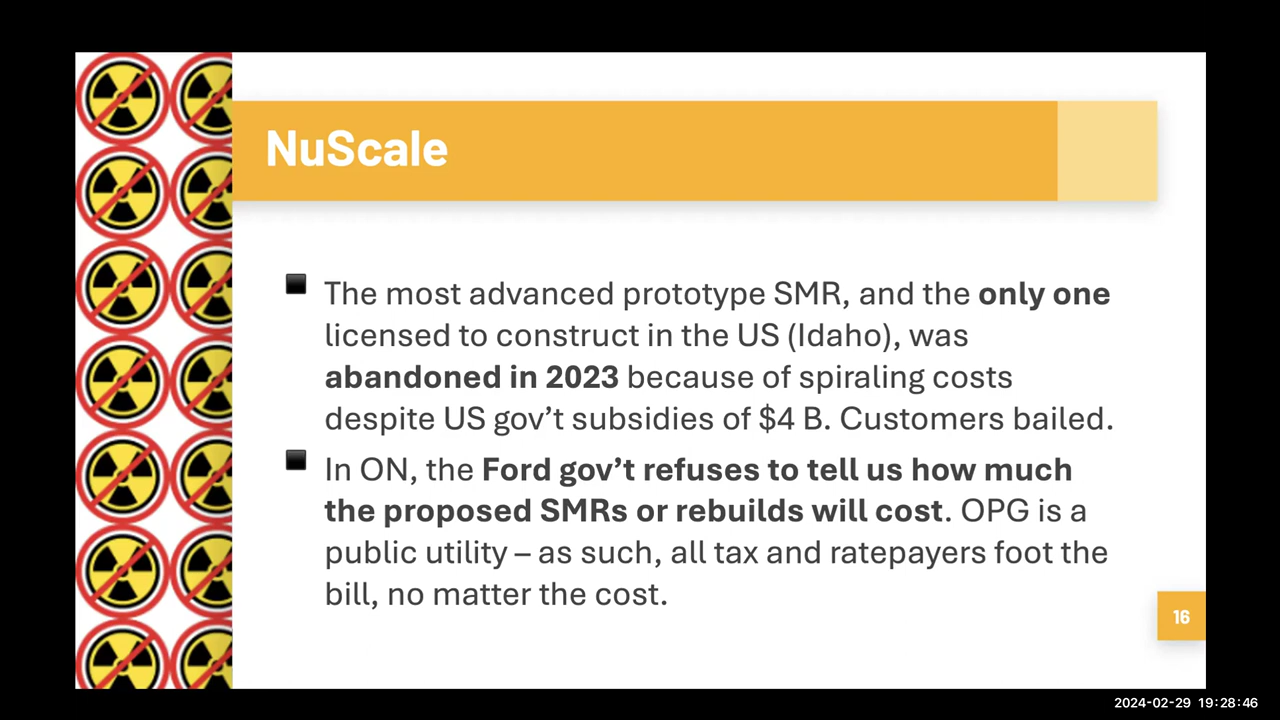 NuScale
The most advanced prototype SMR, and the only one
licensed to construct in the US (Idaho), was
abandoned in 2023 because of spiraling costs
despite US gov’t subsidies of $4 B. Customers bailed.
In ON, the Ford gov’t refuses to tell us how much
the proposed SMRs or rebuilds will cost. OPG is a
public utility – as such, all tax and ratepayers foot the
bill, no matter the cost.
16
2024-02-29 19:28:46